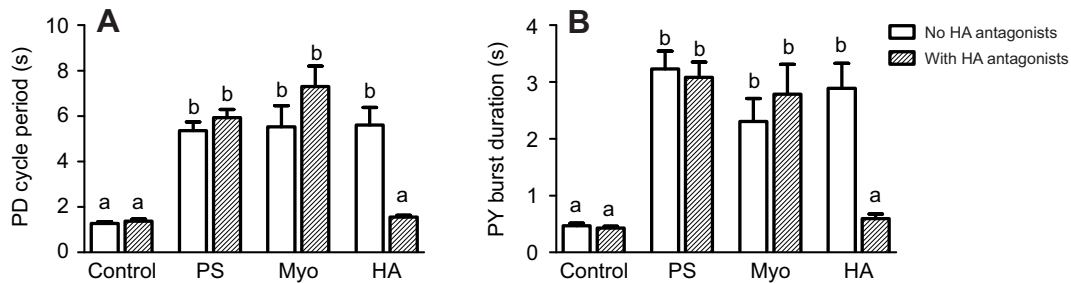 A
PD cycle period (s)
10
8
6
4
2
0
a a b b b b b a
Control PS Myo HA
B
PY burst duration (s)
4
3
2
1
0
a a b b b b b a
Control PS Myo HA
No HA antagonists
With HA antagonists